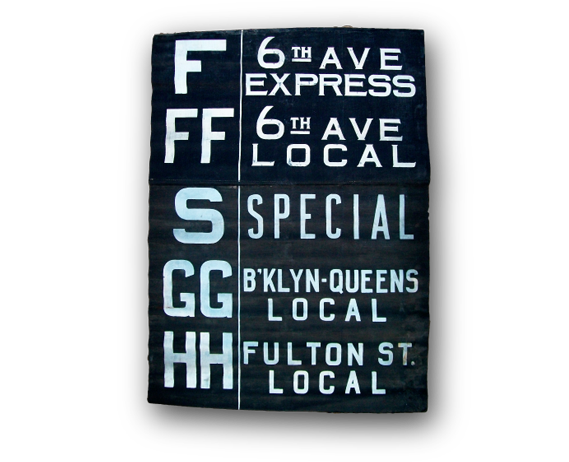 F 6TH AVE
EXPRESS
FF 6TH AVE
LOCAL
S SPECIAL
GG B'KLYN-QUEENS
LOCAL
HH FULTON ST.
LOCAL